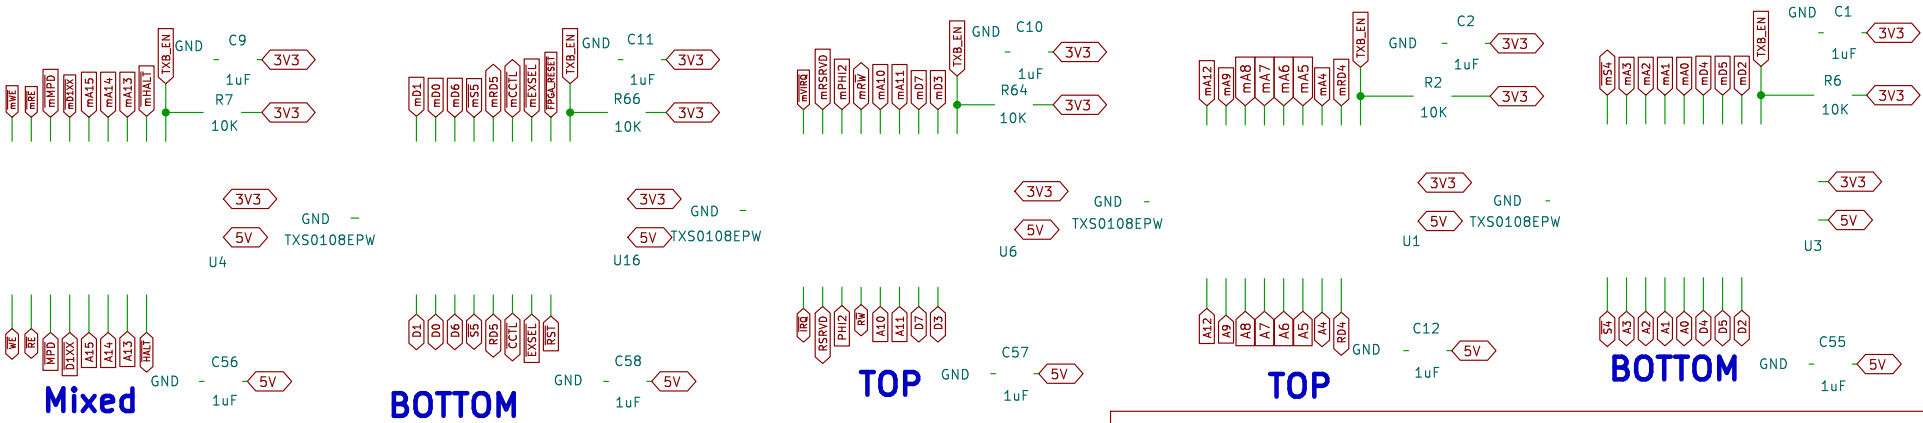 mWE
mRE
mMPD
mD1XX
mA15
mA14
mA13
mHALT
TXB_EN
GND
C9
1uF
3V3
R7
10K
3V3
3V3
5V
GND
TXS0108EPW
U4
WE
RE
MPD
D1XX
A15
A14
A13
HALT
C56
GND
5V
1uF
Mixed
mD1
mD0
mD6
mS5
mRD5
mCCTL
mEXSEL
FPGA_RESET
TXB_EN
GND
C11
1uF
3V3
R66
10K
3V3
3V3
5V
GND
TXS0108EPW
U16
D1
D0
D6
S5
RD5
CCTL
EXSEL
RST
C58
GND
5V
1uF
BOTTOM
mVIRQ
mRSRVD
mPHI2
mRW
mA10
mA11
mD7
mD3
TXB_EN
GND
C10
1uF
3V3
R64
10K
3V3
3V3
5V
GND
TXS0108EPW
U6
IRQ
RSRVD
PHI2
RW
A10
A11
D7
D3
C57
GND
5V
1uF
TOP
mA12
mA9
mA8
mA7
mA6
mA5
mA4
mRD4
TXB_EN
GND
C2
1uF
3V3
R2
10K
3V3
3V3
5V
GND
TXS0108EPW
U1
A12
A9
A8
A7
A6
A5
A4
RD4
C12
GND
5V
1uF
TOP
mS4
mA3
mA2
mA1
mA0
mD4
mD5
mD2
TXB_EN
GND
C1
1uF
3V3
R6
10K
3V3
3V3
5V
U3
S4
A3
A2
A1
A0
D4
D5
D2
C55
GND
5V
1uF
BOTTOM